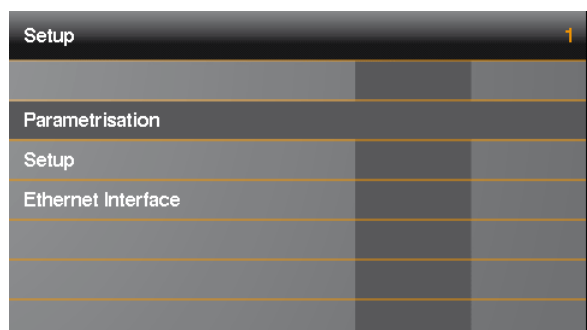 Setup 1
Parametrisation
Setup
Ethernet Interface